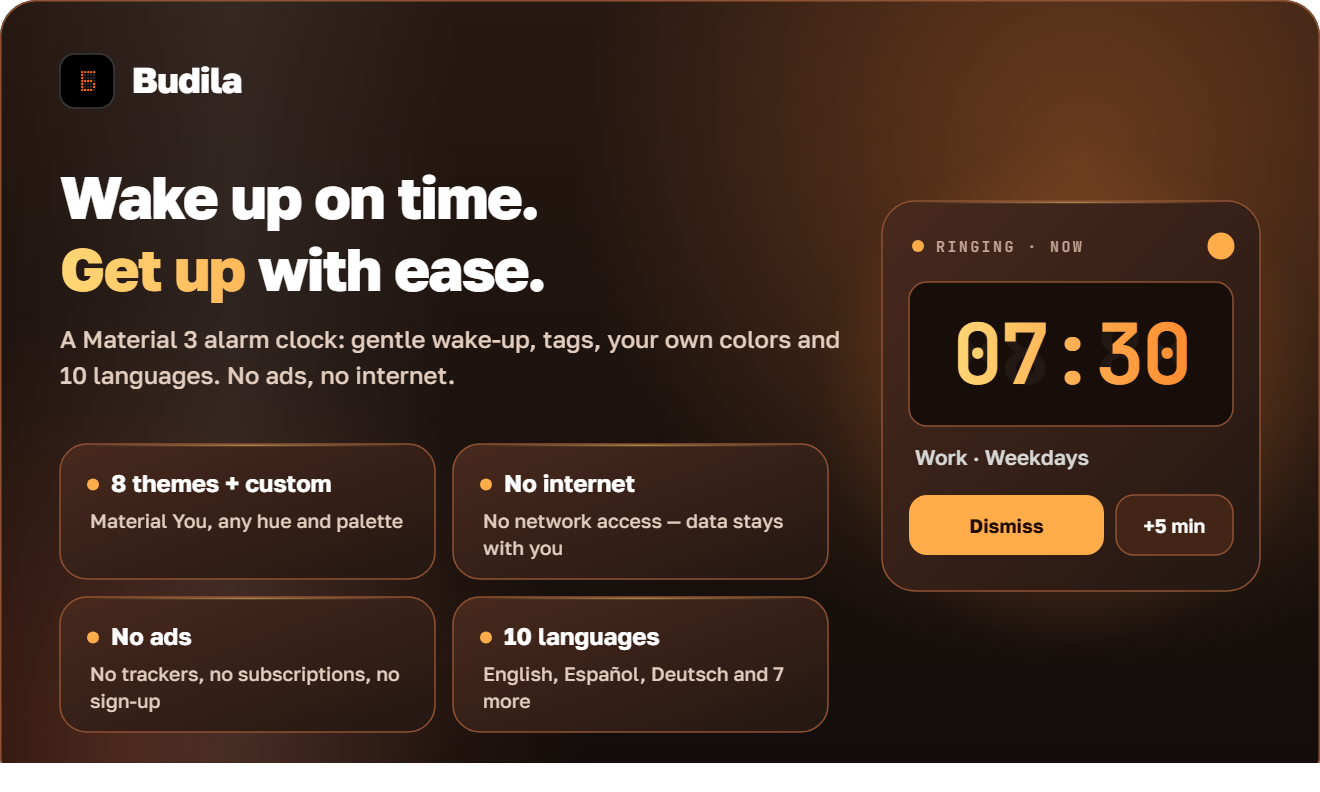 Б
Budila
Wake up on time.
Get up with ease.
A Material 3 alarm clock: gentle wake-up, tags, your own colors and
10 languages. No ads, no internet.
8 themes + custom
Material You, any hue and palette
No internet
No network access — data stays
with you
No ads
No trackers, no subscriptions, no
sign-up
10 languages
English, Español, Deutsch and 7
more
RINGING · NOW
07:30
Work · Weekdays
Dismiss
+5 min